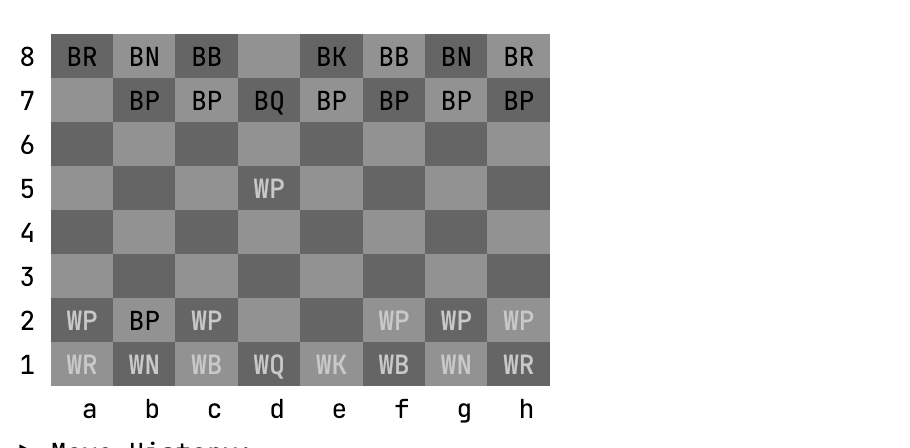 8 BR BN BB BK BB BN BR
7 BP BP BQ BP BP BP BP
6
5 WP
4
3
2 WP BP WP WP WP WP
1 WR WN WB WQ WK WB WN WR
a b c d e f g h